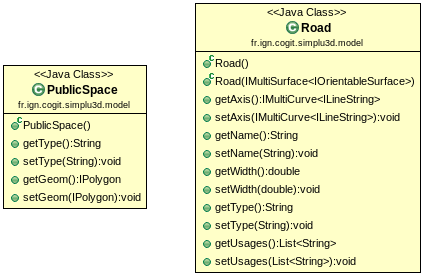 <<Java Class>>
PublicSpace
fr.ign.cogit.simplu3d.model
PublicSpace()
getType():String
setType(String):void
getGeom():IPolygon
setGeom(IPolygon):void
<<Java Class>>
Road
fr.ign.cogit.simplu3d.model
Road()
Road(IMultiSurface<IOrientableSurface>)
getAxis():IMultiCurve<ILineString>
setAxis(IMultiCurve<ILineString>):void
getName():String
setName(String):void
getWidth():double
setWidth(double):void
getType():String
setType(String):void
getUsages():List<String>
setUsages(List<String>):void